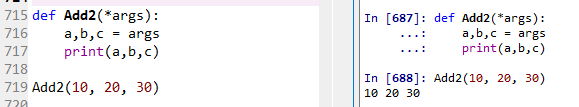 715 def Add2(*args):
716     a,b,c = args
717     print(a,b,c)
718
719 Add2(10, 20, 30)
In [687]: def Add2(*args):
     ...:     a,b,c = args
     ...:     print(a,b,c)
In [688]: Add2(10, 20, 30)
10 20 30